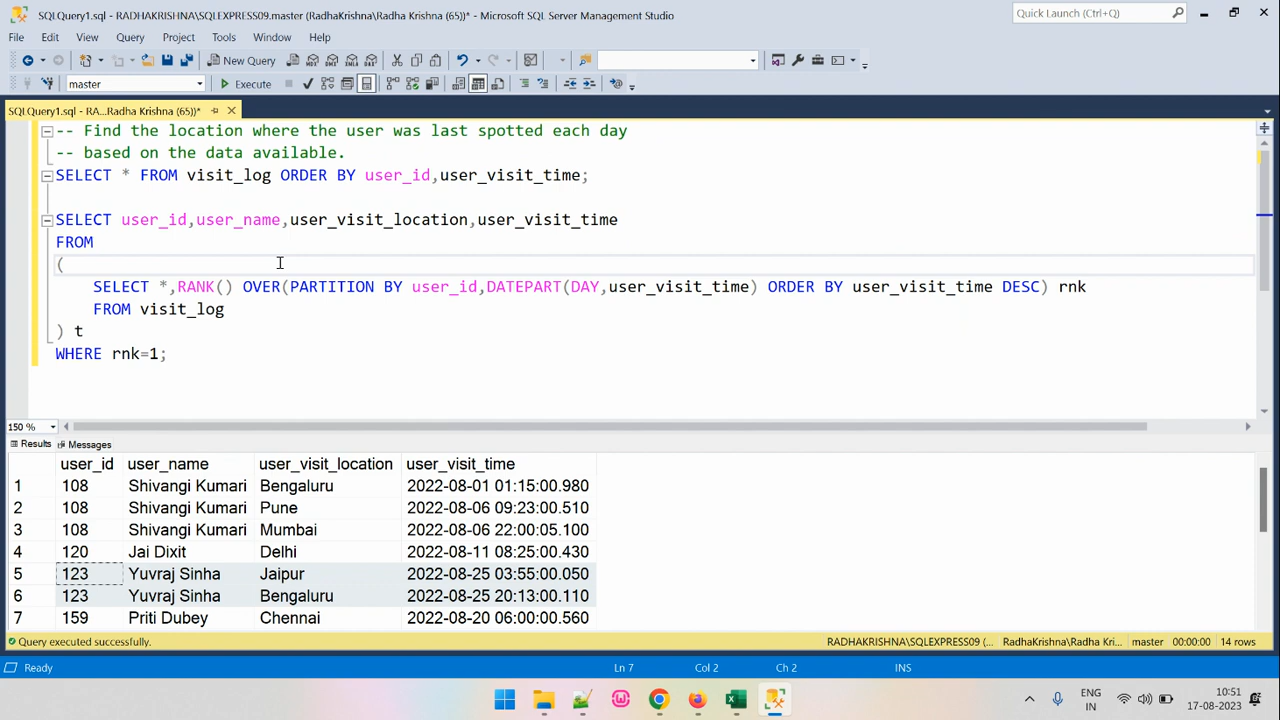 SQLQuery1.sql - RADHAKRISHNA\SQLEXPRESS09.master (RadhaKrishna\Radha Krishna (65))* - Microsoft SQL Server Management Studio
Quick Launch (Ctrl+Q)
File Edit View Query Project Tools Window Help
New Query
master Execute
SQLQuery1.sql - RA...Radha Krishna (65))*
-- Find the location where the user was last spotted each day
-- based on the data available.
SELECT * FROM visit_log ORDER BY user_id,user_visit_time;
SELECT user_id,user_name,user_visit_location,user_visit_time
FROM
(
SELECT *,RANK() OVER(PARTITION BY user_id,DATEPART(DAY,user_visit_time) ORDER BY user_visit_time DESC) rnk
FROM visit_log
) t
WHERE rnk=1;
150 %
Results Messages
user_id user_name user_visit_location user_visit_time
1 108 Shivangi Kumari Bengaluru 2022-08-01 01:15:00.980
2 108 Shivangi Kumari Pune 2022-08-06 09:23:00.510
3 108 Shivangi Kumari Mumbai 2022-08-06 22:00:05.100
4 120 Jai Dixit Delhi 2022-08-11 08:25:00.430
5 123 Yuvraj Sinha Jaipur 2022-08-25 03:55:00.050
6 123 Yuvraj Sinha Bengaluru 2022-08-25 20:13:00.110
7 159 Priti Dubey Chennai 2022-08-20 06:00:00.560
Query executed successfully. RADHAKRISHNA\SQLEXPRESS09 (... RadhaKrishna\Radha Kri... master 00:00:00 14 rows
Ready Ln 7 Col 2 Ch 2 INS
ENG 10:51
IN 17-08-2023